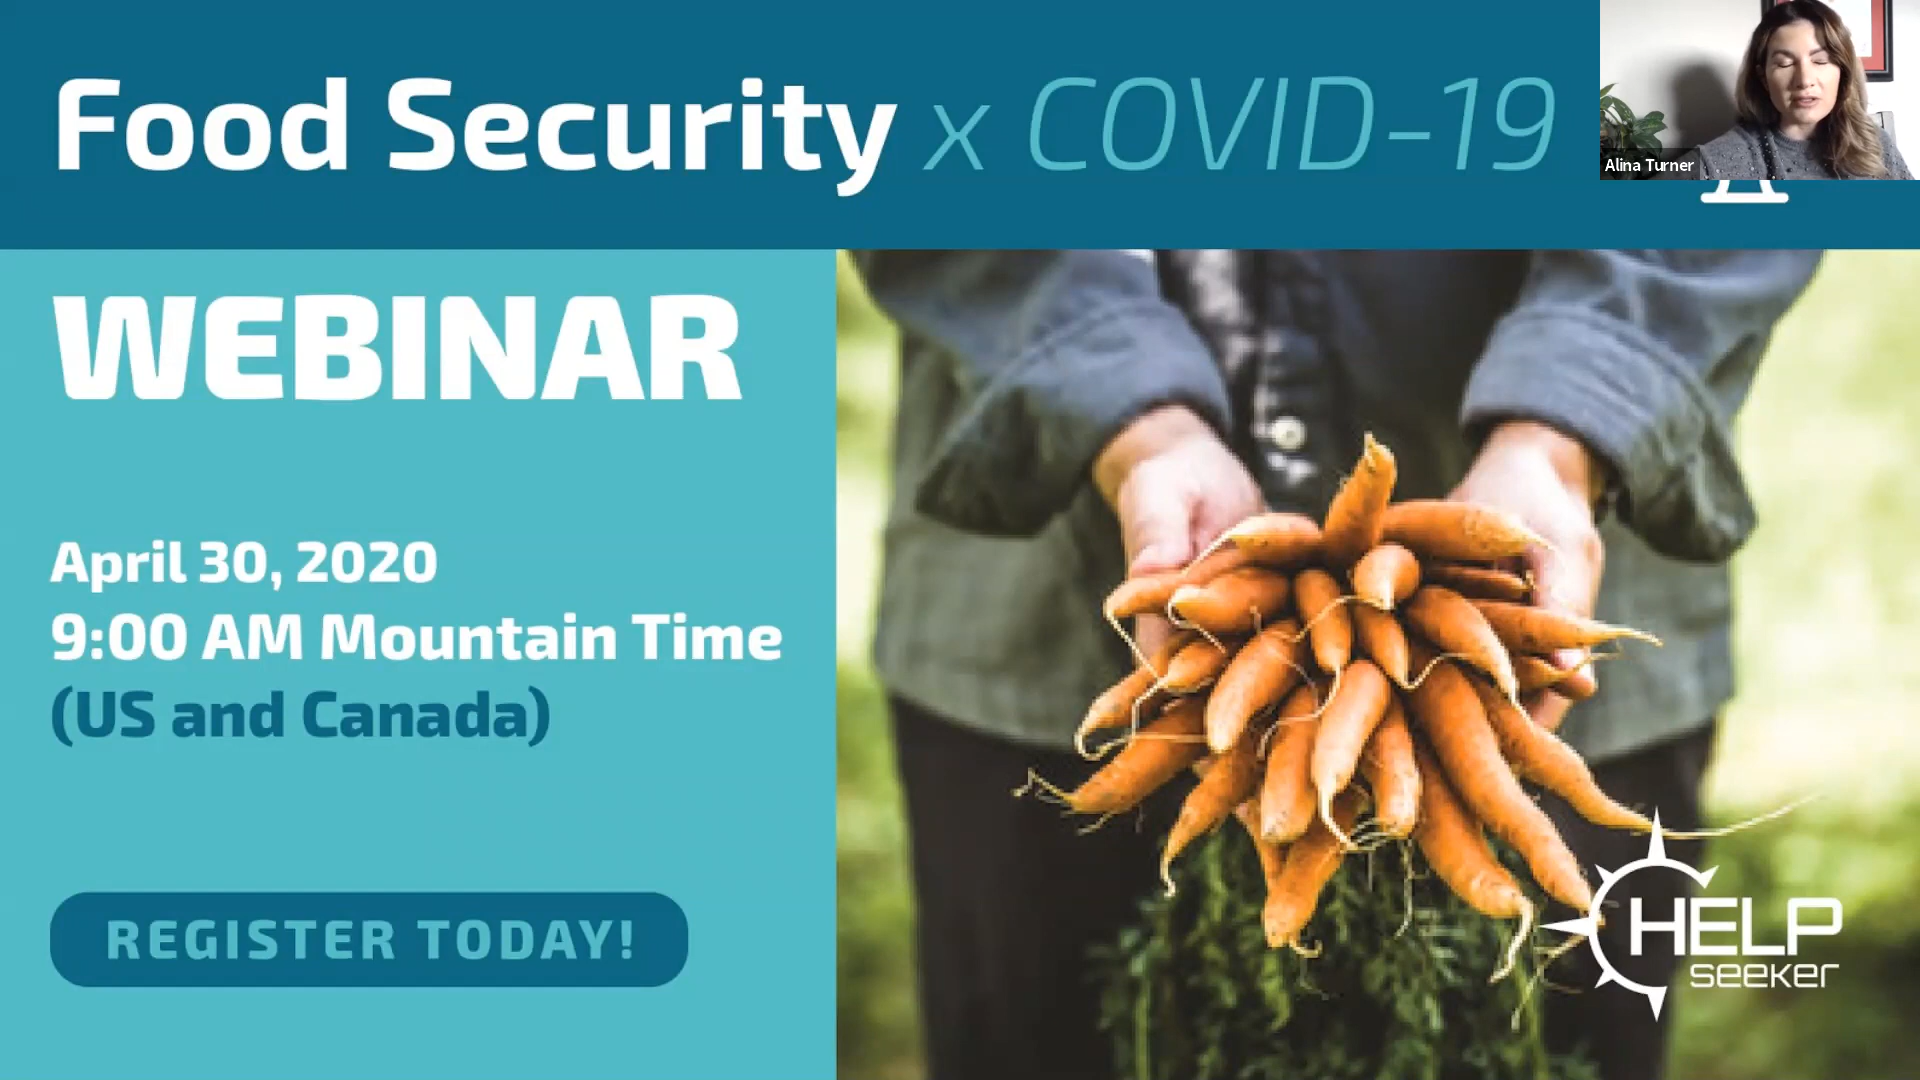 Food Security x COVID-19
Alina Turner
WEBINAR
April 30, 2020
9:00 AM Mountain Time
(US and Canada)
REGISTER TODAY!
HELP
seeker